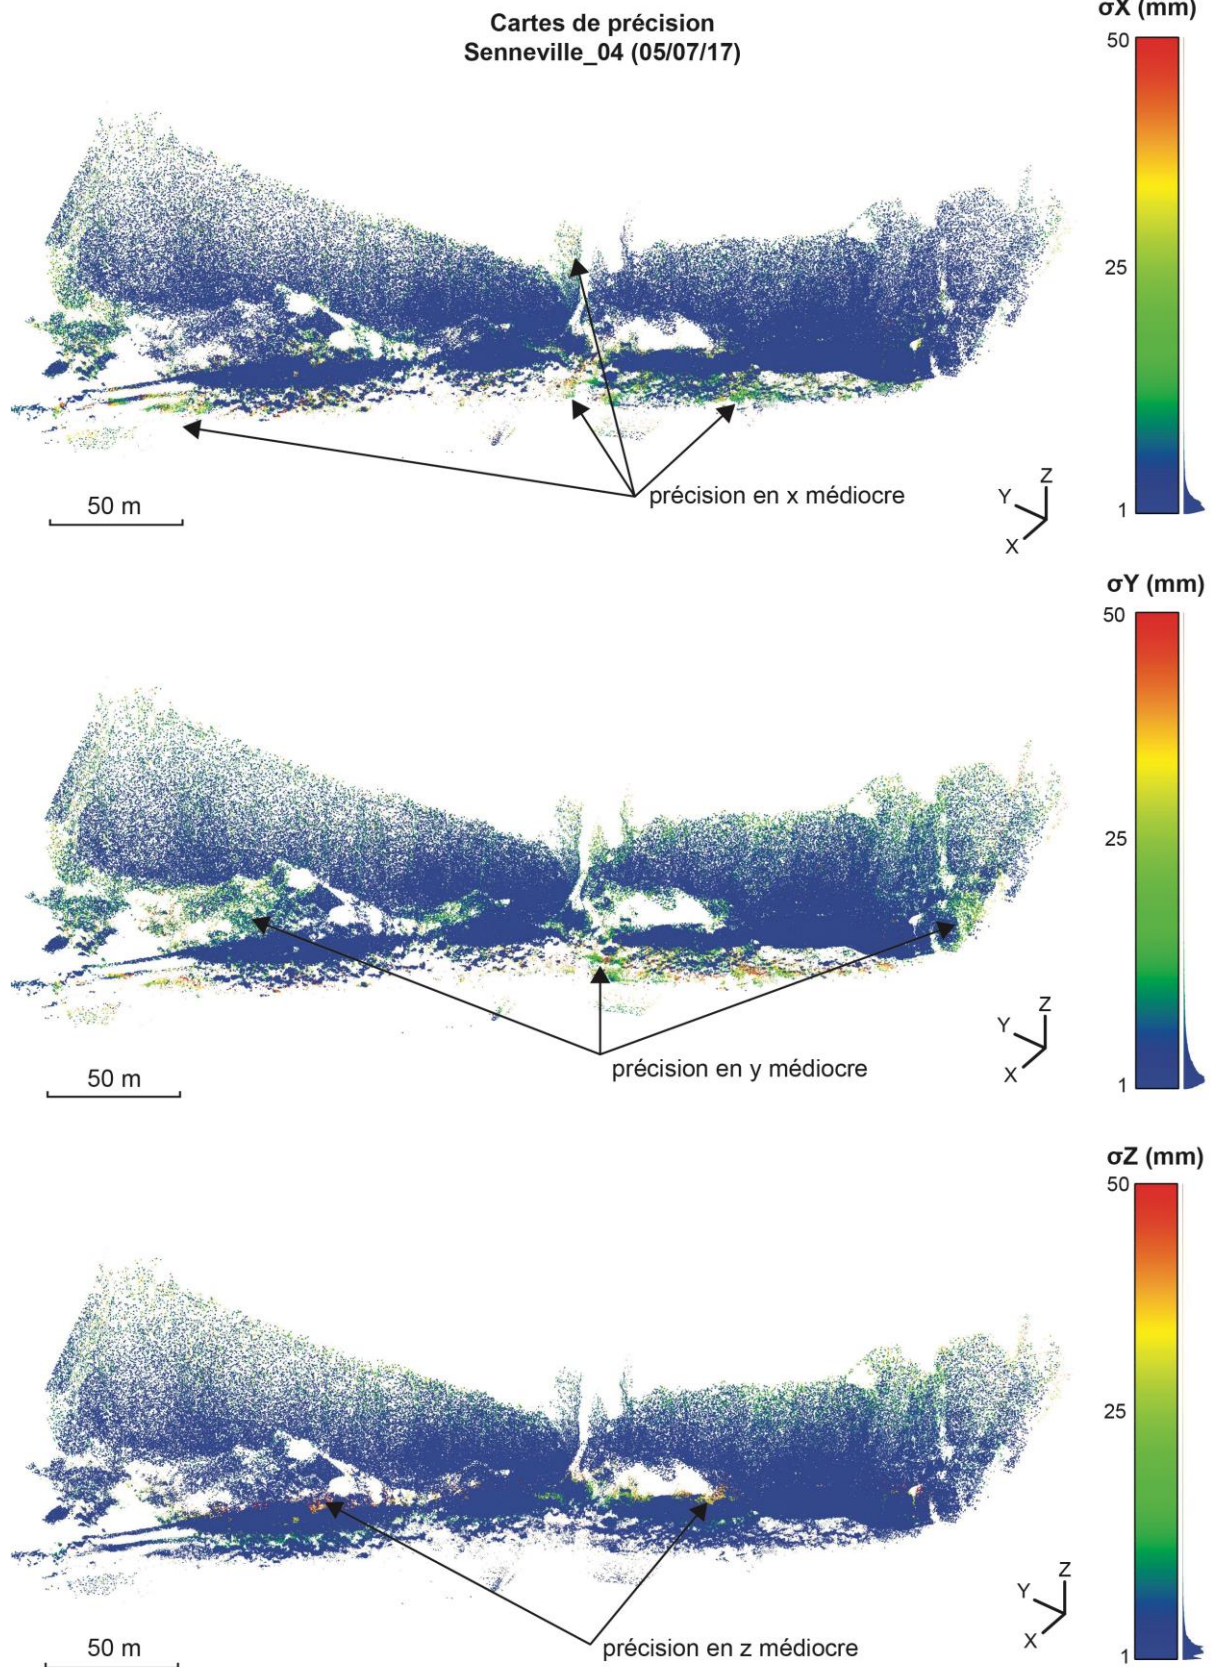 Cartes de précision
Senneville_04 (05/07/17)
σX (mm)
50
25
1
précision en x médiocre
50 m
Z
Y
X
σY (mm)
50
25
1
précision en y médiocre
50 m
Z
Y
X
σZ (mm)
50
25
1
précision en z médiocre
50 m
Z
Y
X